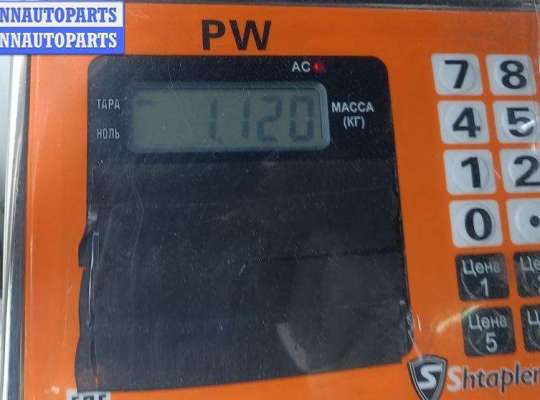 NNAUTOPARTS
NNAUTOPARTS
PW
AC
ТАРА
НОЛЬ
1.120
МАССА
(КГ)
7 8
4 5
1 2
0 .
Цена
1
Цена
5
S Shtapler